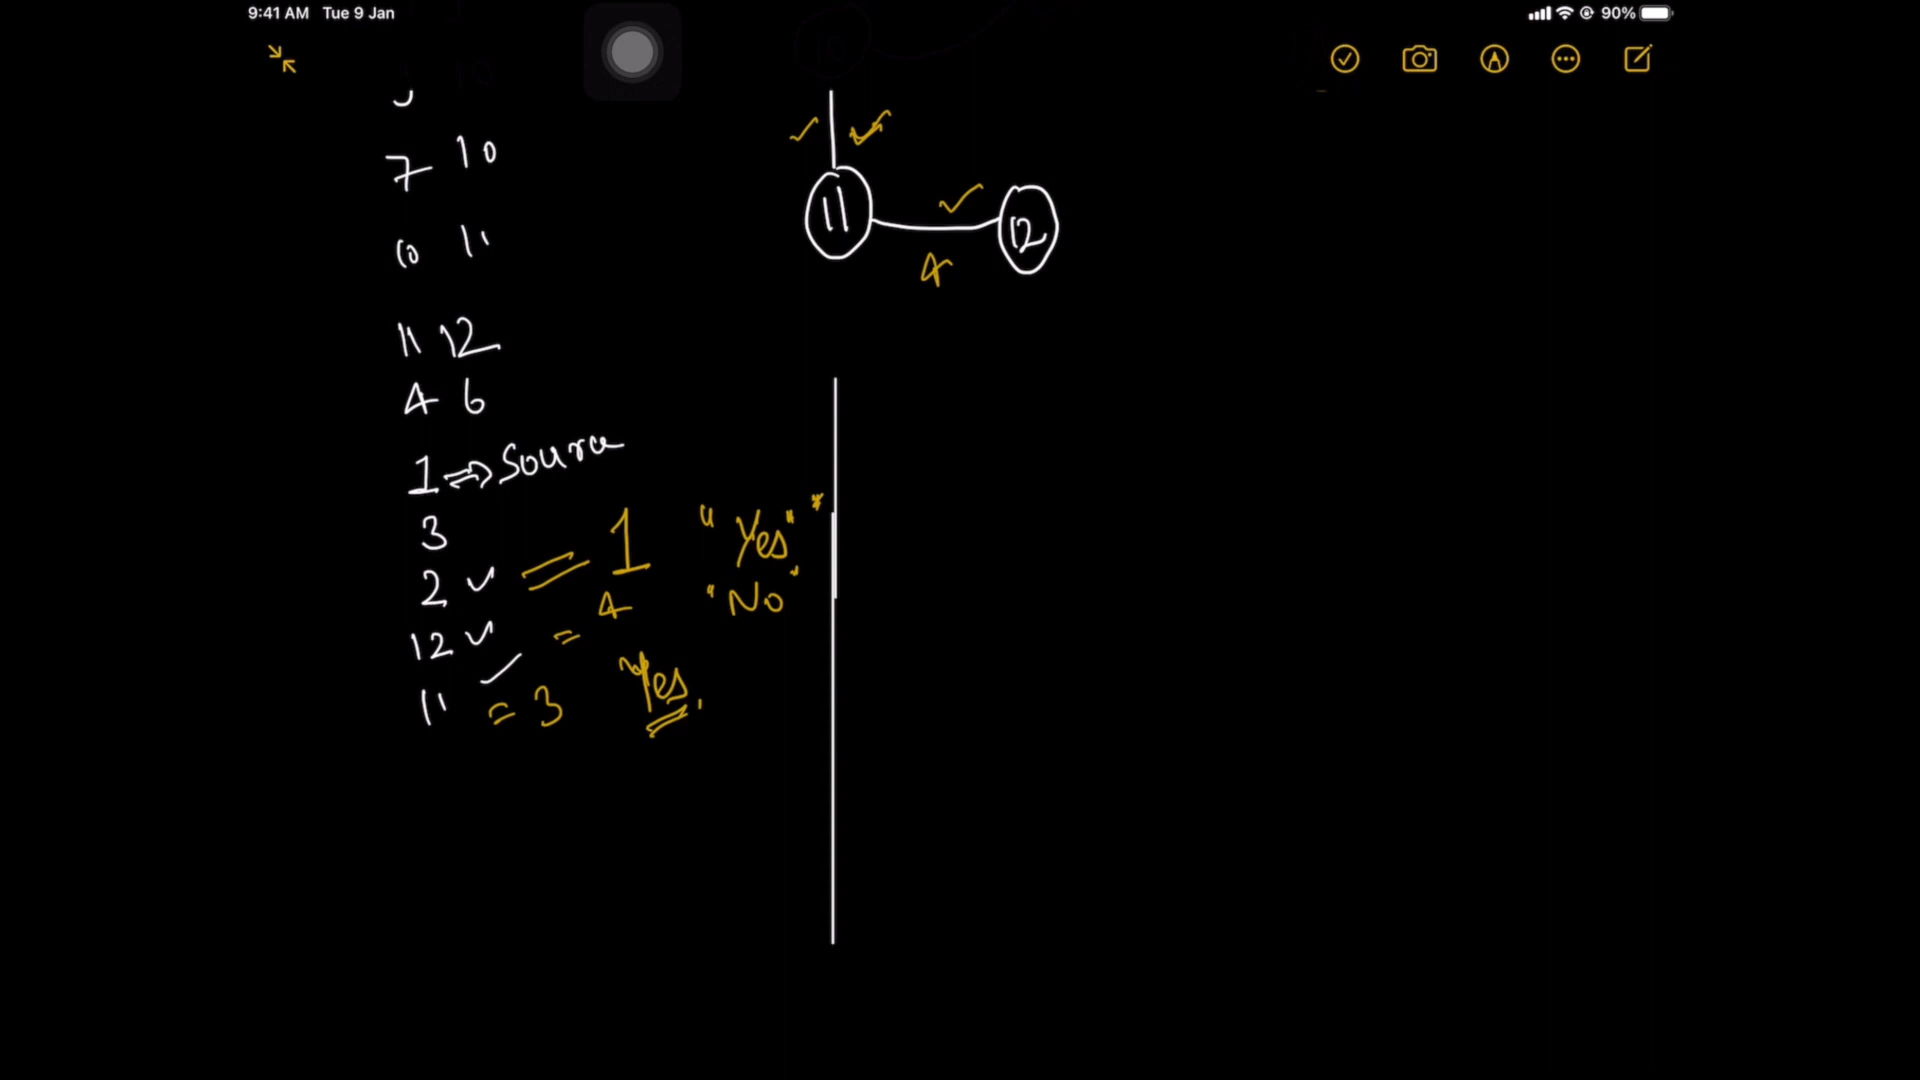 9:41 AM Tue 9 Jan 90%
7 10
10 11
11 12
4 6
1 ⇒ Source
3
2 ✓ = 1 "Yes"
12 ✓ = 4 "No"
11 ✓ = 3 Yes,
11 ✓ 12
4